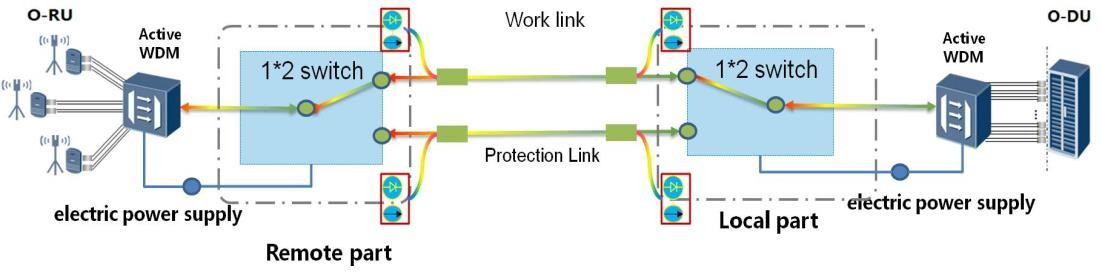 O-RU
Active
WDM
1*2 switch
electric power supply
Remote part
Work link
Protection Link
1*2 switch
Local part
Active
WDM
O-DU
electric power supply